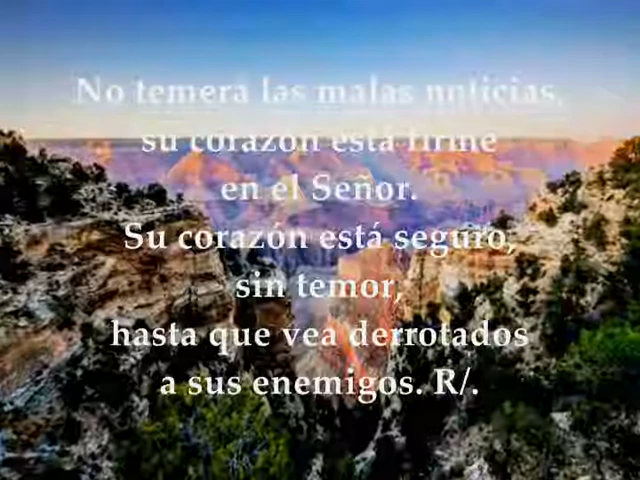 No temerá las malas noticias,
su corazón está firme
en el Señor.
Su corazón está seguro,
sin temor,
hasta que vea derrotados
a sus enemigos. R/.